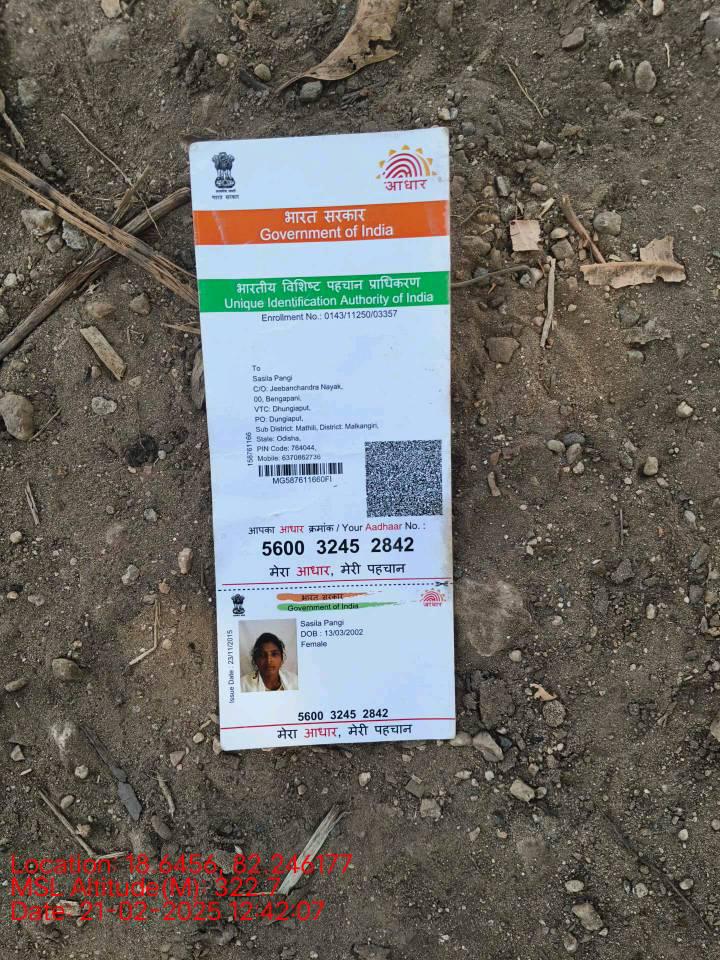 भारत सरकार
आधार
भारत सरकार
Government of India
भारतीय विशिष्ट पहचान प्राधिकरण
Unique Identification Authority of India
Enrollment No.: 0143/11250/03357
To
Sasila Pangi
C/O: Jeebanchandra Nayak,
00, Bengapani,
VTC: Dhungiaput,
PO: Dungiaput,
Sub District: Mathili, District: Malkangiri,
State: Odisha,
PIN Code: 764044,
Mobile: 6370862736
158761166
MG587611660FI
आपका आधार क्रमांक / Your Aadhaar No. :
5600 3245 2842
मेरा आधार, मेरी पहचान
भारत सरकार
Government of India
आधार
Issue Date : 23/11/2015
Sasila Pangi
DOB : 13/03/2002
Female
5600 3245 2842
मेरा आधार, मेरी पहचान
Location: 18.6456, 82.246177
MSL Altitude(M): 322.7
Date: 21-02-2025 12:42:07